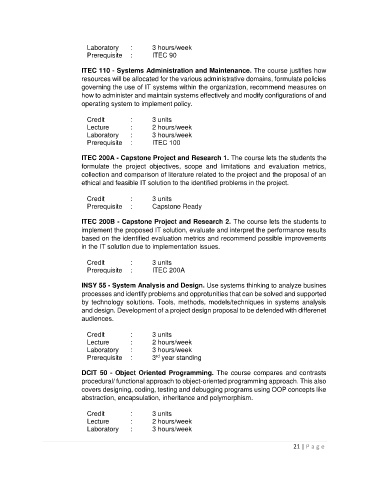 Laboratory : 3 hours/week
Prerequisite : ITEC 90
ITEC 110 - Systems Administration and Maintenance. The course justifies how
resources will be allocated for the various administrative domains, formulate policies
governing the use of IT systems within the organization, recommend measures on
how to administer and maintain systems effectively and modify configurations of and
operating system to implement policy.
Credit : 3 units
Lecture : 2 hours/week
Laboratory : 3 hours/week
Prerequisite : ITEC 100
ITEC 200A - Capstone Project and Research 1. The course lets the students the
formulate the project objectives, scope and limitations and evaluation metrics,
collection and comparison of literature related to the project and the proposal of an
ethical and feasible IT solution to the identified problems in the project.
Credit : 3 units
Prerequisite : Capstone Ready
ITEC 200B - Capstone Project and Research 2. The course lets the students to
implement the proposed IT solution, evaluate and interpret the performance results
based on the identified evaluation metrics and recommend possible improvements
in the IT solution due to implementation issues.
Credit : 3 units
Prerequisite : ITEC 200A
INSY 55 - System Analysis and Design. Use systems thinking to analyze busines
processes and identify problems and opprotunities that can be solved and supported
by technology solutions. Tools, methods, models/techniques in systems analysis
and design. Development of a project design proposal to be defended with differenet
audiences.
Credit : 3 units
Lecture : 2 hours/week
Laboratory : 3 hours/week
Prerequisite : 3rd year standing
DCIT 50 - Object Oriented Programming. The course compares and contrasts
procedural/ functional approach to object-oriented programming approach. This also
covers designing, coding, testing and debugging programs using OOP concepts like
abstraction, encapsulation, inheritance and polymorphism.
Credit : 3 units
Lecture : 2 hours/week
Laboratory : 3 hours/week
21 | P a g e